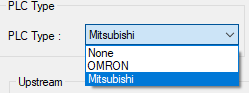 PLC Type
PLC Type :
Mitsubishi
None
OMRON
Mitsubishi
Upstream